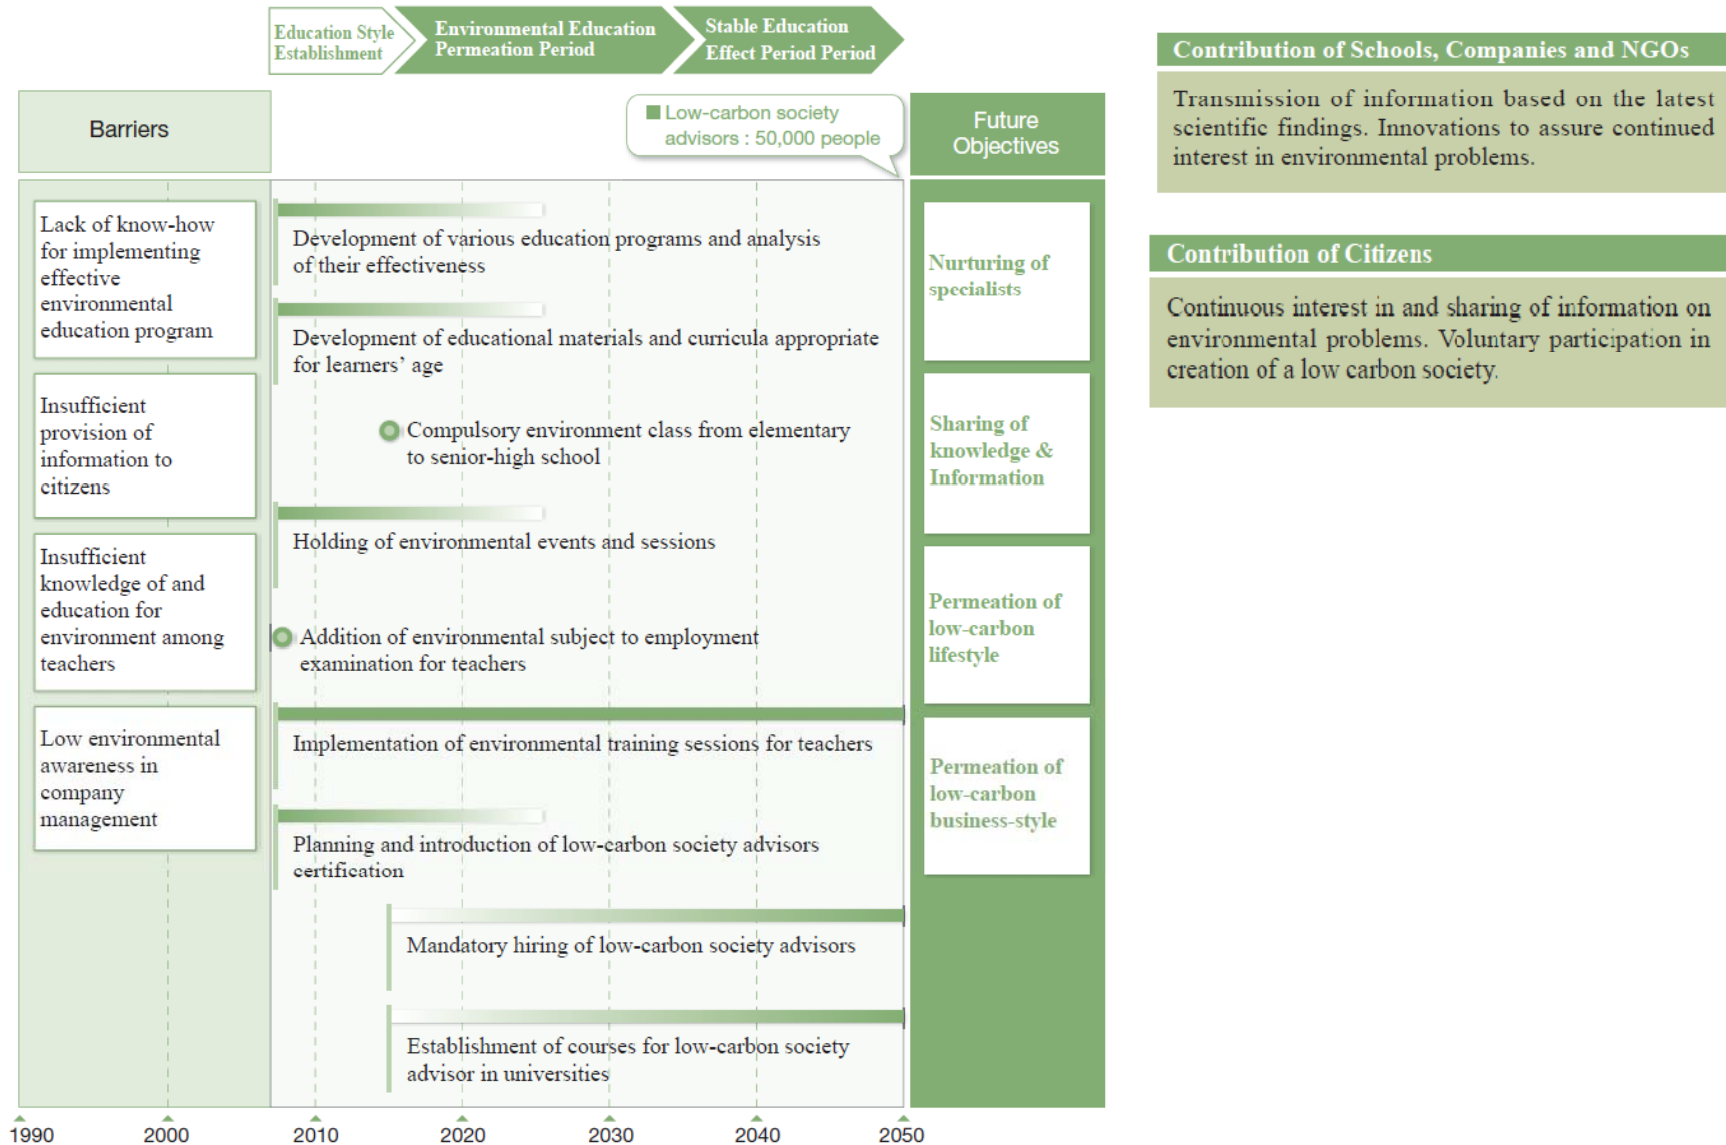 Education Style
Establishment
Environmental Education
Permeation Period
Stable Education
Effect Period Period
Barriers
Low-carbon society
advisors : 50,000 people
Future
Objectives
Lack of know-how
for implementing
effective
environmental
education program
Insufficient
provision of
information to
citizens
Insufficient
knowledge of and
education for
environment among
teachers
Low environmental
awareness in
company
management
Development of various education programs and analysis
of their effectiveness
Development of educational materials and curricula appropriate
for learners’ age
Compulsory environment class from elementary
to senior-high school
Holding of environmental events and sessions
Addition of environmental subject to employment
examination for teachers
Implementation of environmental training sessions for teachers
Planning and introduction of low-carbon society advisors
certification
Mandatory hiring of low-carbon society advisors
Establishment of courses for low-carbon society
advisor in universities
Nurturing of
specialists
Sharing of
knowledge &
Information
Permeation of
low-carbon
lifestyle
Permeation of
low-carbon
business-style
1990 2000 2010 2020 2030 2040 2050
Contribution of Schools, Companies and NGOs
Transmission of information based on the latest
scientific findings. Innovations to assure continued
interest in environmental problems.
Contribution of Citizens
Continuous interest in and sharing of information on
environmental problems. Voluntary participation in
creation of a low carbon society.